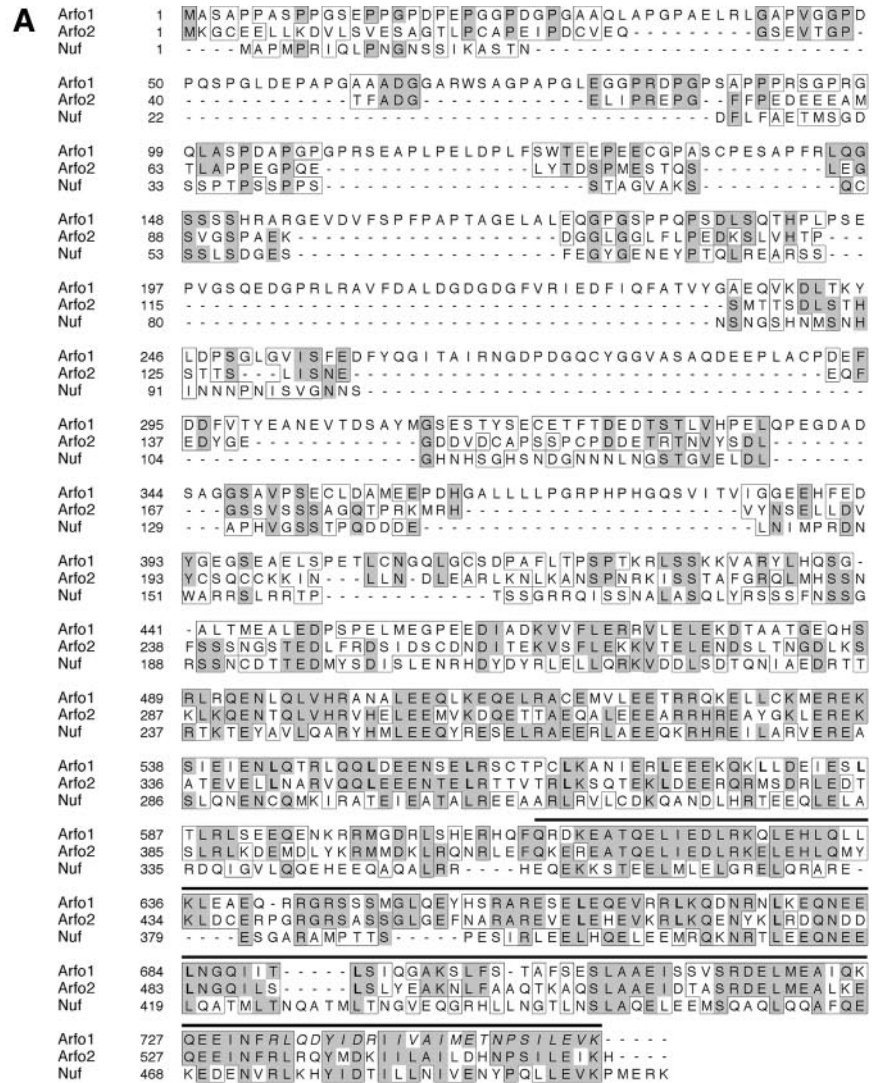 A
Arfo1 1 MASAPPASPPGSEPPGPDPEPGGPDGPGAAQLAPGPAELRLGAPVGGPD
Arfo2 1 MKGCEELLKDVLSVESAGTLPCAPEIPDCVEQ---------GSEVTGP-
Nuf 1 ----MAPMPRIQLPNGNSSIKASTN------------------------
Arfo1 50 PQSPGLDEPAPGAAADGGARWSAGPAPGLEGGPRDPGPSAPPPRSGPRG
Arfo2 40 ------------TFADG------------ELIPREPG--FFPEDEEEAM
Nuf 22 --------------------------------------DFLFAETMSGD
Arfo1 99 QLASPDAPGPGPRSEAPLPELDPLFSWTEEPEECGPASCPESAPFRLQG
Arfo2 63 TLAPPEGPQE---------------LYTDSPMESTQS---------LEG
Nuf 33 SSPTPSSPPS-------------------STAGVAKS----------QC
Arfo1 148 SSSSHRARGEVDVFSPFPAPTAGELALEQGPGSPPQPSDLSQTHPLPSE
Arfo2 88 SVGSPAEK-------------------DGGLGGLFLPEDKSLVHTP---
Nuf 53 SSLSDGES-------------------FEGYGENEYPTQLREARSS---
Arfo1 197 PVGSQEDGPRLRAVFDALDGDGDGFVRIEDFIQFATVYGAEQVKDLTKY
Arfo2 115 ---------------------------------------SMTTSDLSTH
Nuf 80 --------------------------------------NSNGSHNMSNH
Arfo1 246 LDPSGLGVISFEDFYQGITAIRNGDPDGQCYGGVASAQDEEPLACPDEF
Arfo2 125 STTS---LISNE----------------------------------EQF
Nuf 91 INNNPNISVGNNS------------------------------------
Arfo1 295 DDFVTYEANEVTDSAYMGSESTYSECETFTDEDTSTLVHPELQPEGDAD
Arfo2 137 EDYGE------------GDDVDCAPSSPCPDDETRTNVYSDL-------
Nuf 104 -----------------GHNHSGHSNDGNNNLNGSTGVELDL-------
Arfo1 344 SAGGSAVPSECLDAMEEPDHGALLLLPGRPHPHGQSVITVIGGEEHFED
Arfo2 167 ---GSSVSSSAGQTPRKMRH--------------------VYNSELLDV
Nuf 129 ---APHVGSSTPQDDDE------------------------LNIMPRDN
Arfo1 393 YGEGSEAELSPETLCNGQLGCSDPAFLTPSPTKRLSSKKVARYLHQSG-
Arfo2 193 YCSQCCKKIN---LLN-DLEARLKNLKANSPNRKISSTAFGRQLMHSSN
Nuf 151 WARRSLRRTP------------TSSGRRQISSNALASQLYRSSSFNSSG
Arfo1 441 -ALTMEALEDPSPELMEGPEEDIADKVVFLERRVLELEKDTAATGEQHS
Arfo2 238 FSSSNGSTEDLFRDSIDSCDNDITEKVSFLEKKVTELENDSLTNGDLKS
Nuf 188 RSSNCDTTEDMYSDISLENRHDYDYRLELLQRKVDDLSDTQNIAEDRTT
Arfo1 489 RLRQENLQLVHRANALEEQLKEQELRACEMVLEETRRQKELLCKMEREK
Arfo2 287 KLKQENTQLVHRVHELEEMVKDQETTAEQALEEEARRHREAYGKLEREK
Nuf 237 RTKTEYAVLQARYHMLEEQYRESELRAEERLAEEQKRHREILARVEREA
Arfo1 538 SIEIENLQTRLQQLDEENSELRSCTPCLKANIERLEEEKQKLLDEIESL
Arfo2 336 ATEVELLNARVQQLEEENTELRTTVTRLKSQTEKLDEERQRMSDRLEDT
Nuf 286 SLQNENCQMKIRATEIEATALREEAARLRVLCDKQANDLHRTEEQLELA
Arfo1 587 TLRLSEEQENKRRMGDRLSHERHQFQRDKEATQELIEDLRKQLEHLQLL
Arfo2 385 SLRLKDEMDLYKRMMDKLRQNRLEFQKEREATQELIEDLRKELEHLQMY
Nuf 335 RDQIGVLQQEHEEQAQALRR----HEQEKKSTEELMLELGRELQRARE-
Arfo1 636 KLEAEQ-RRGRSSSMGLQEYHSRARESELEQEVRRLKQDNRNLKEQNEE
Arfo2 434 KLDCERPGRGRSASSGLGEFNARAREVELEHEVKRLKQENYKLRDQNDD
Nuf 379 ----ESGARAMPTTS-----PESIRLEELHQELEEMRQKNRTLEEQNEE
Arfo1 684 LNGQIIT-----LSIQGAKSLFS-TAFSESLAAEISSVSRDELMEAIQK
Arfo2 483 LNGQILS-----LSLYEAKNLFAAQTKAQSLAAEIDTASRDELMEALKE
Nuf 419 LQATMLTNQATMLTNGVEQGRHLLNGTLNSLAQELEEMSQAQLQQAFQE
Arfo1 727 QEEINFRLQDYIDRIIVAIMETNPSILEVK-----
Arfo2 527 QEEINFRLRQYMDKIILAILDHNPSILEIKH----
Nuf 468 KEDENVRLKHYIDTILLNIVENYPQLLEVKPMERK